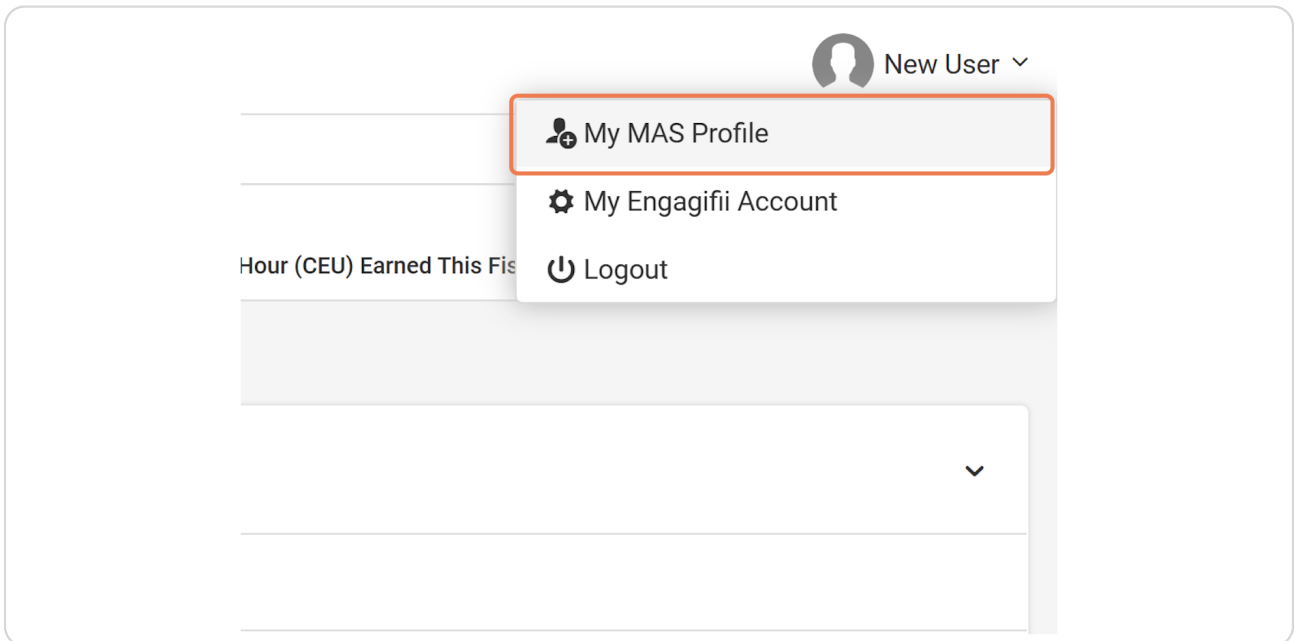 New User
My MAS Profile
My Engagifii Account
Hour (CEU) Earned This Fis
Logout